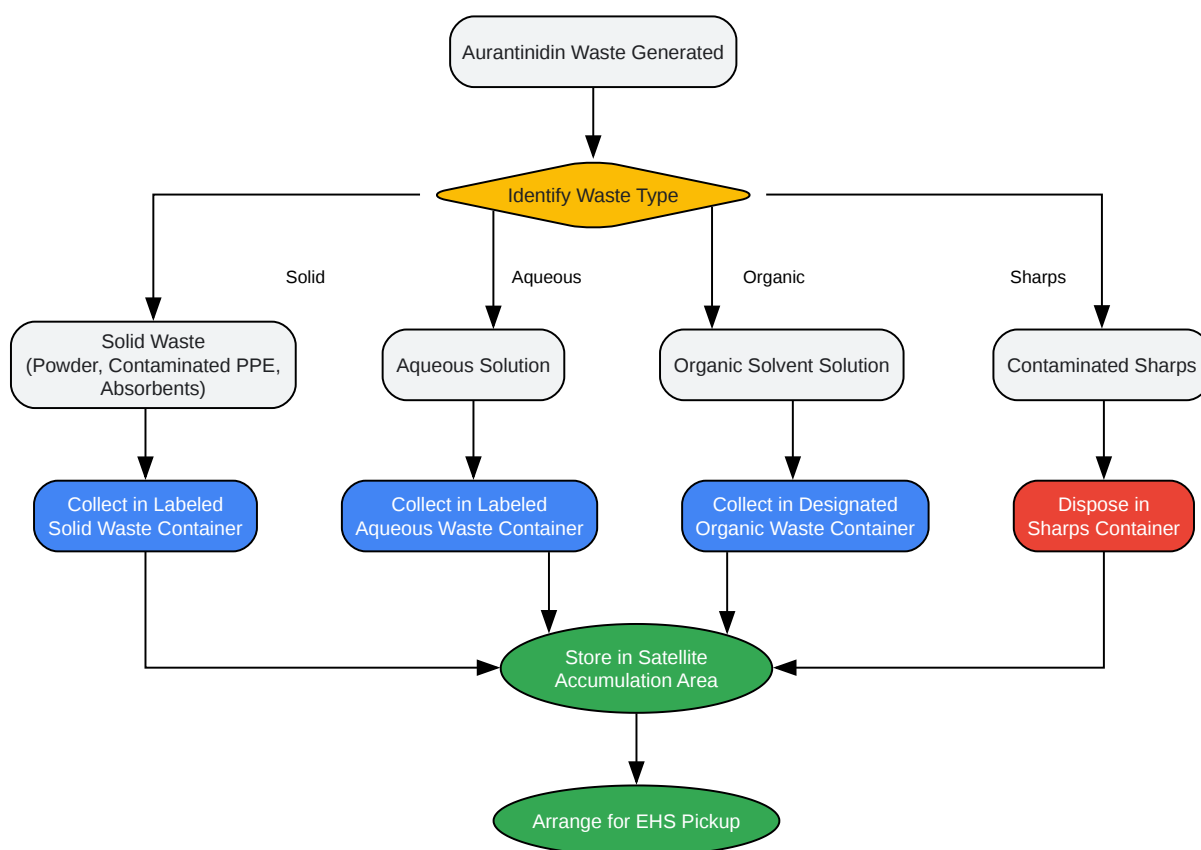 Aurantinidin Waste Generated
Identify Waste Type
Solid
Aqueous
Organic
Sharps
Solid Waste
(Powder, Contaminated PPE,
Absorbents)
Aqueous Solution
Organic Solvent Solution
Contaminated Sharps
Collect in Labeled
Solid Waste Container
Collect in Labeled
Aqueous Waste Container
Collect in Designated
Organic Waste Container
Dispose in
Sharps Container
Store in Satellite
Accumulation Area
Arrange for EHS Pickup